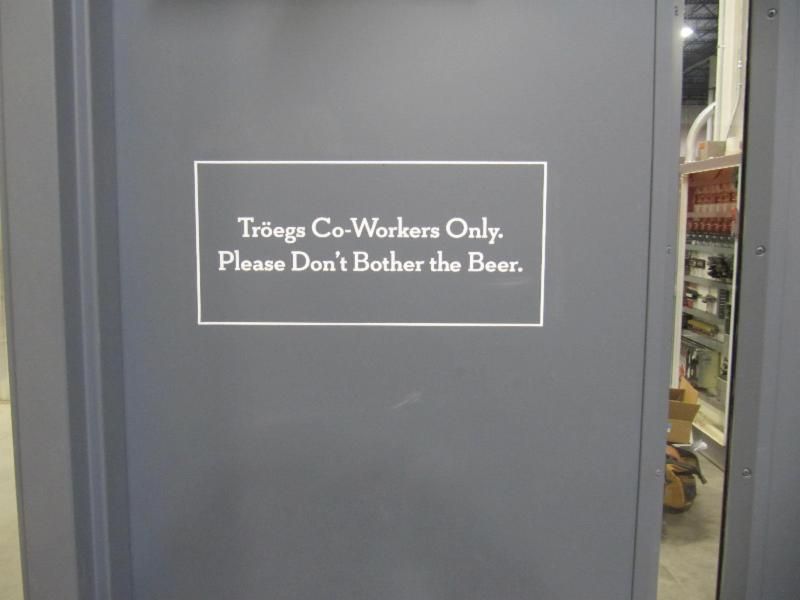 Tröegs Co-Workers Only.
Please Don't Bother the Beer.